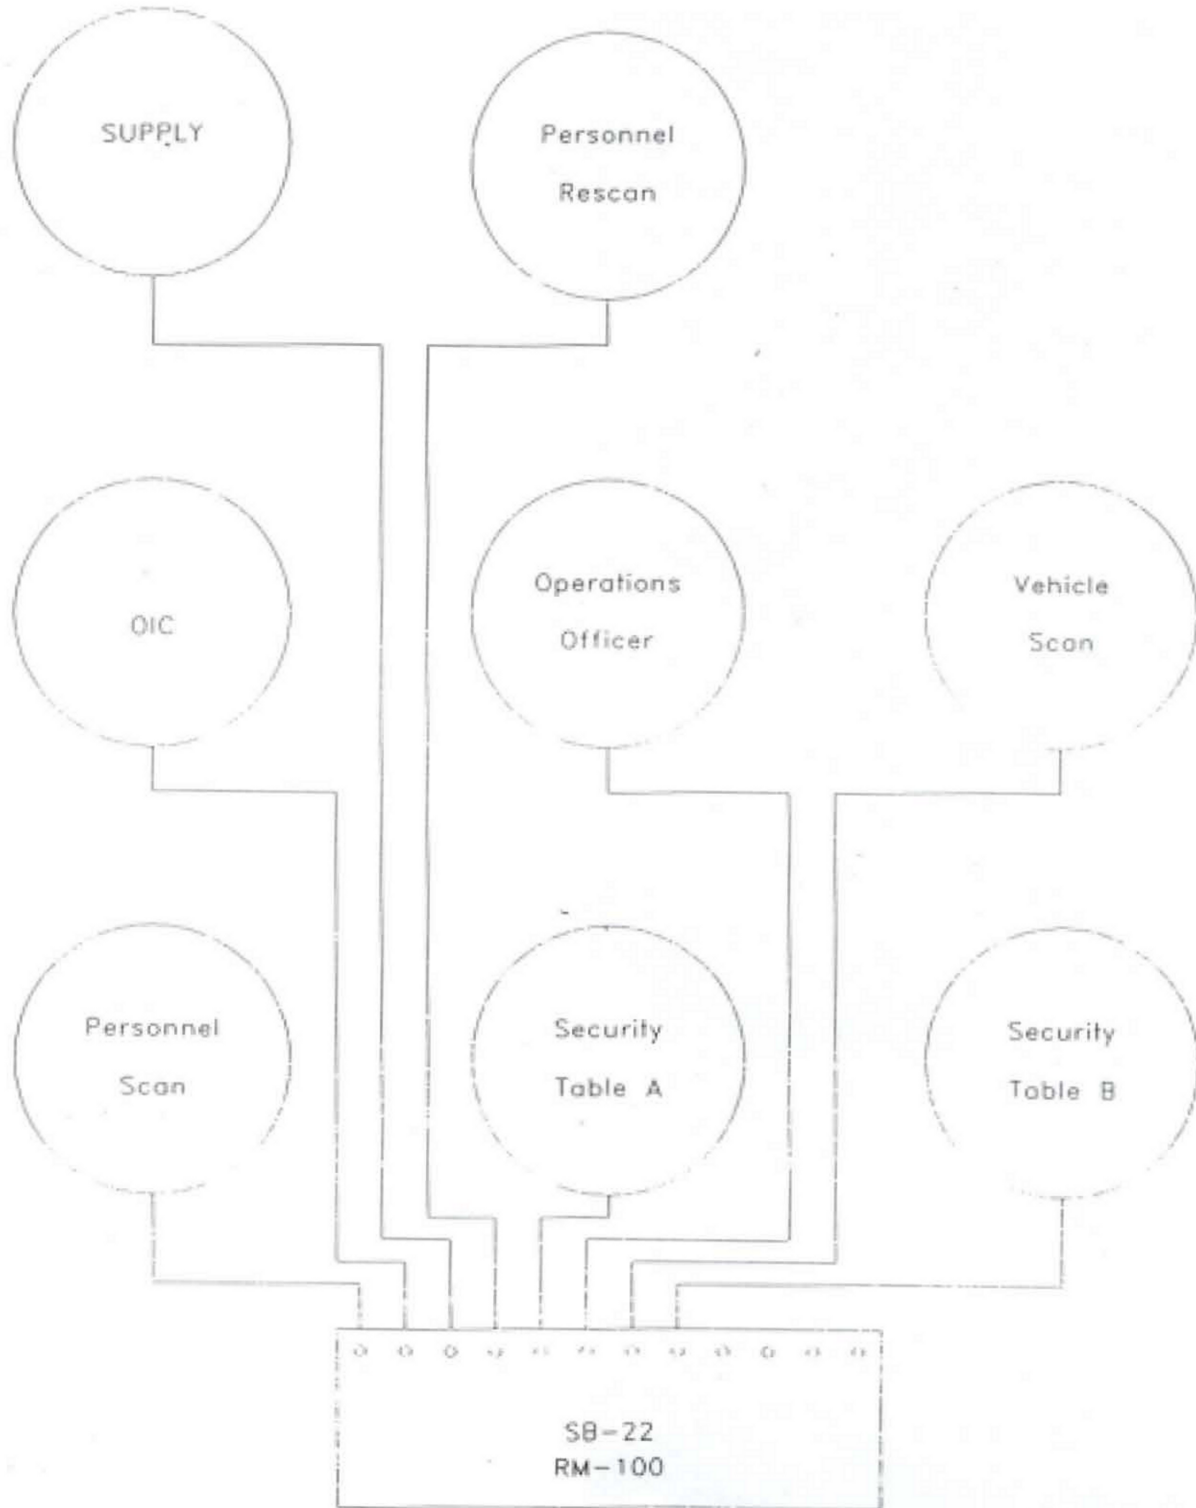 SUPPLY
Personnel
Rescan
OIC
Operations
Officer
Vehicle
Scan
Personnel
Scan
Security
Table A
Security
Table B
SB-22
RM-100